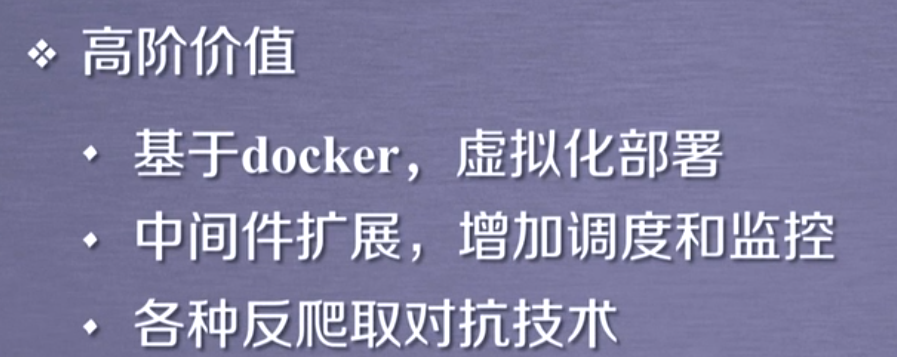 ❖ 高阶价值
◆ 基于docker，虚拟化部署
◆ 中间件扩展，增加调度和监控
◆ 各种反爬取对抗技术